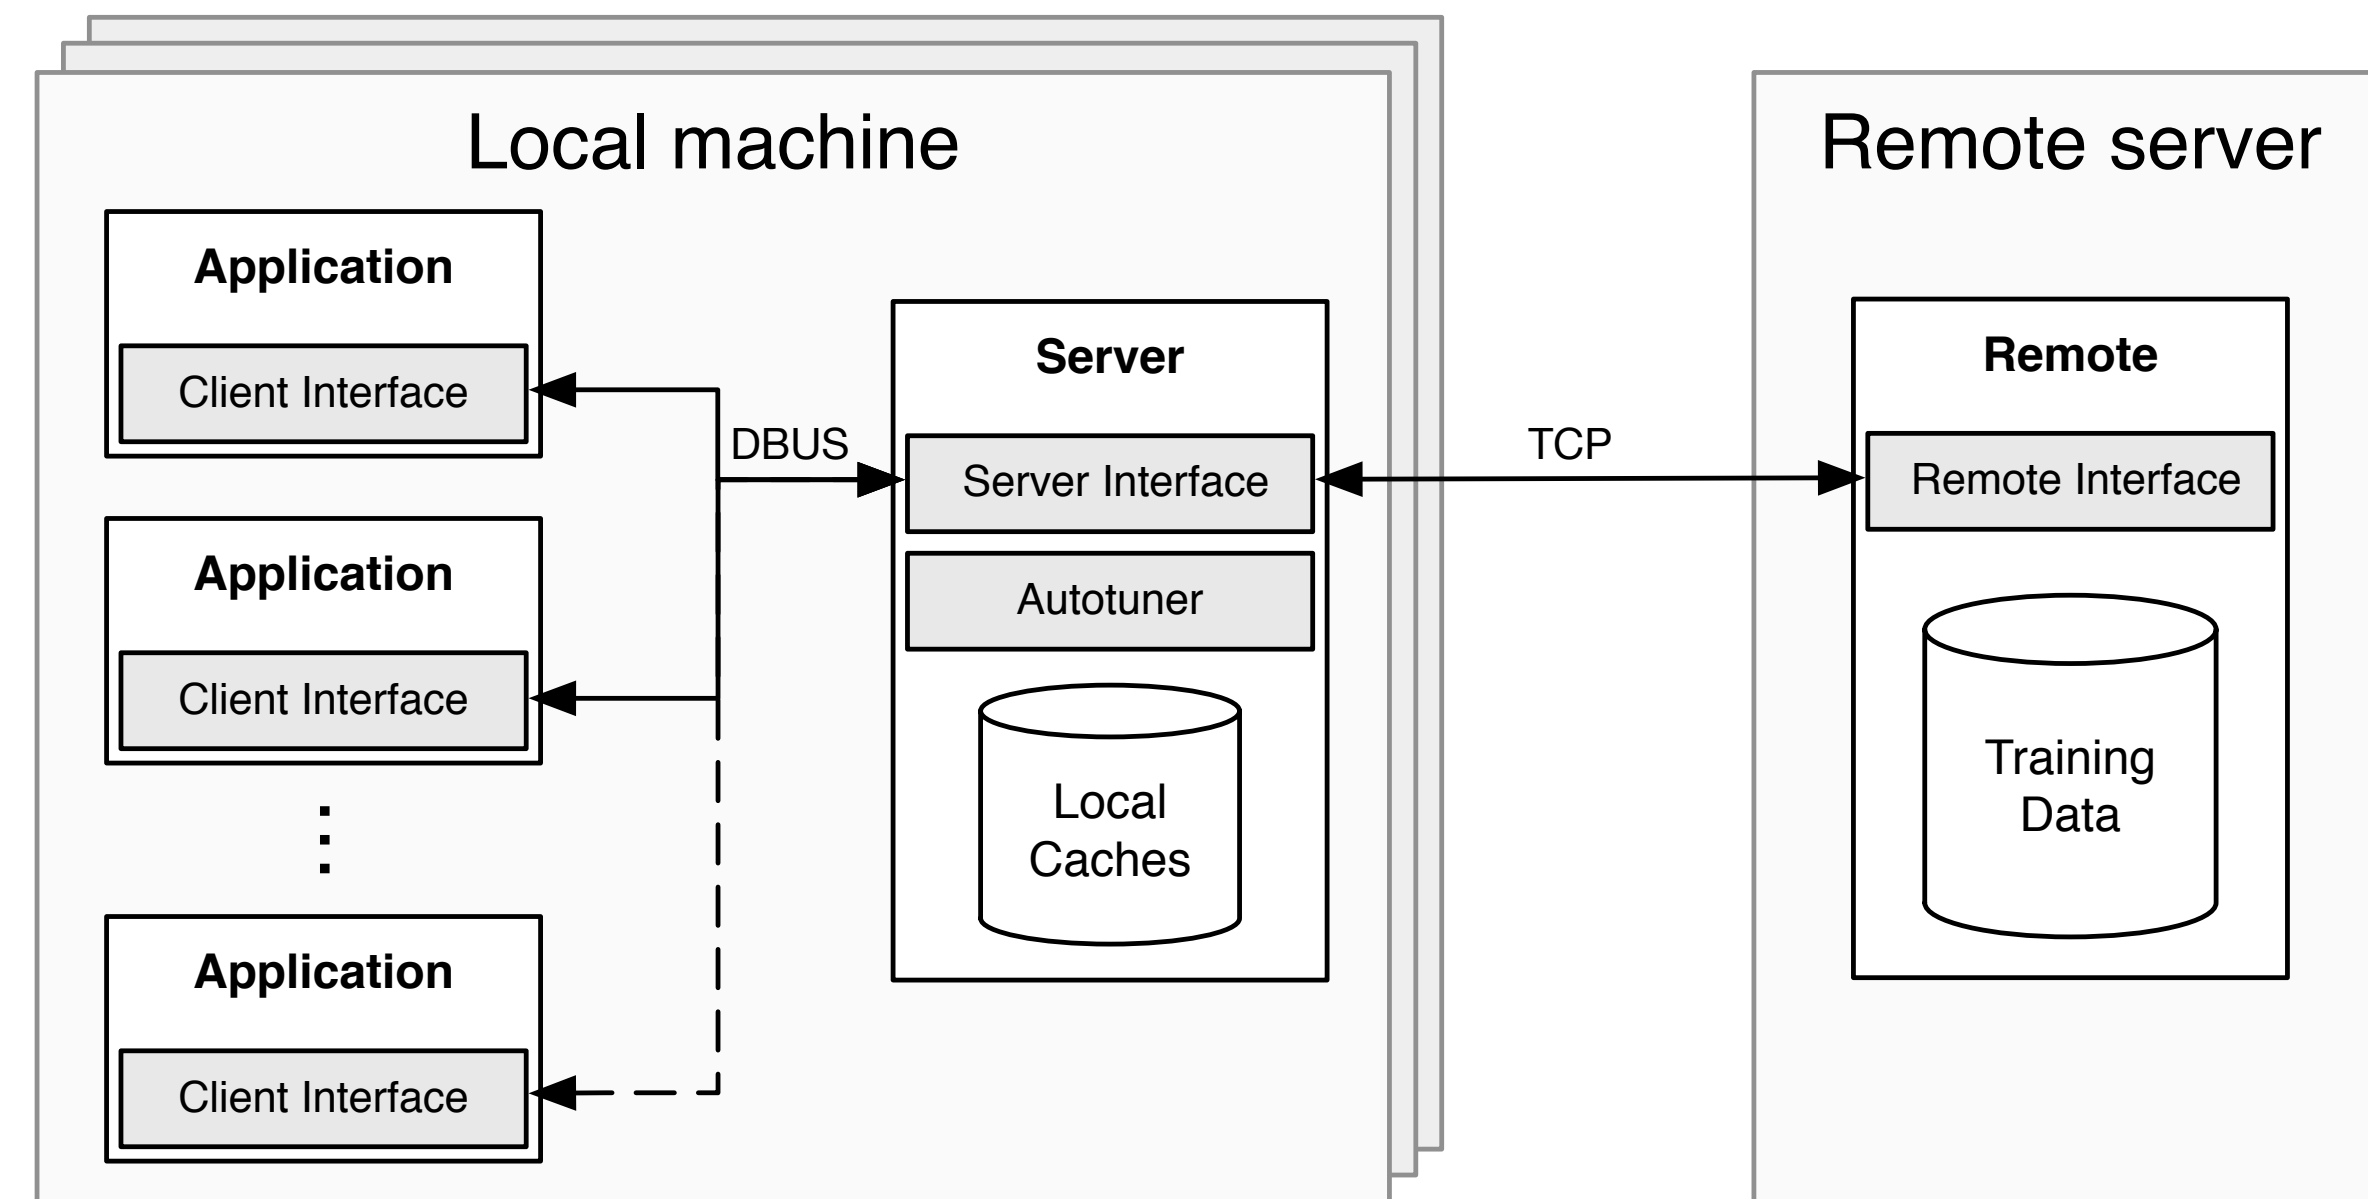 Local machine
Remote server
Application
Client Interface
Application
Client Interface
Application
Client Interface
DBUS
Server
Server Interface
Autotuner
Local
Caches
TCP
Remote
Remote Interface
Training
Data